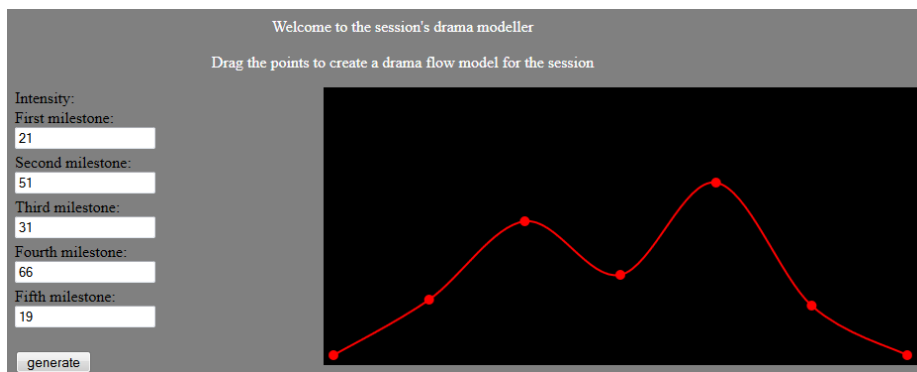 Welcome to the session's drama modeller
Drag the points to create a drama flow model for the session
Intensity:
First milestone:
21
Second milestone:
51
Third milestone:
31
Fourth milestone:
66
Fifth milestone:
19
generate